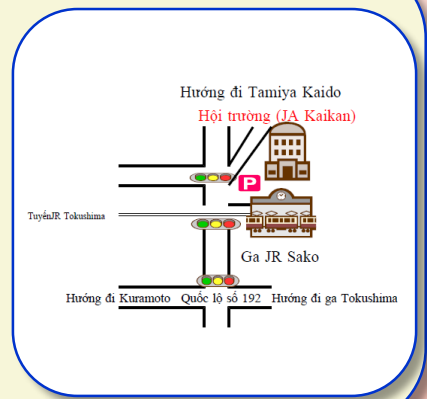 Hướng đi Tamiya Kaido
Hội trường (JA Kaikan)
P
TuyếnJR Tokushima
Ga JR Sako
Hướng đi Kuramoto Quốc lộ số 192 Hướng đi ga Tokushima